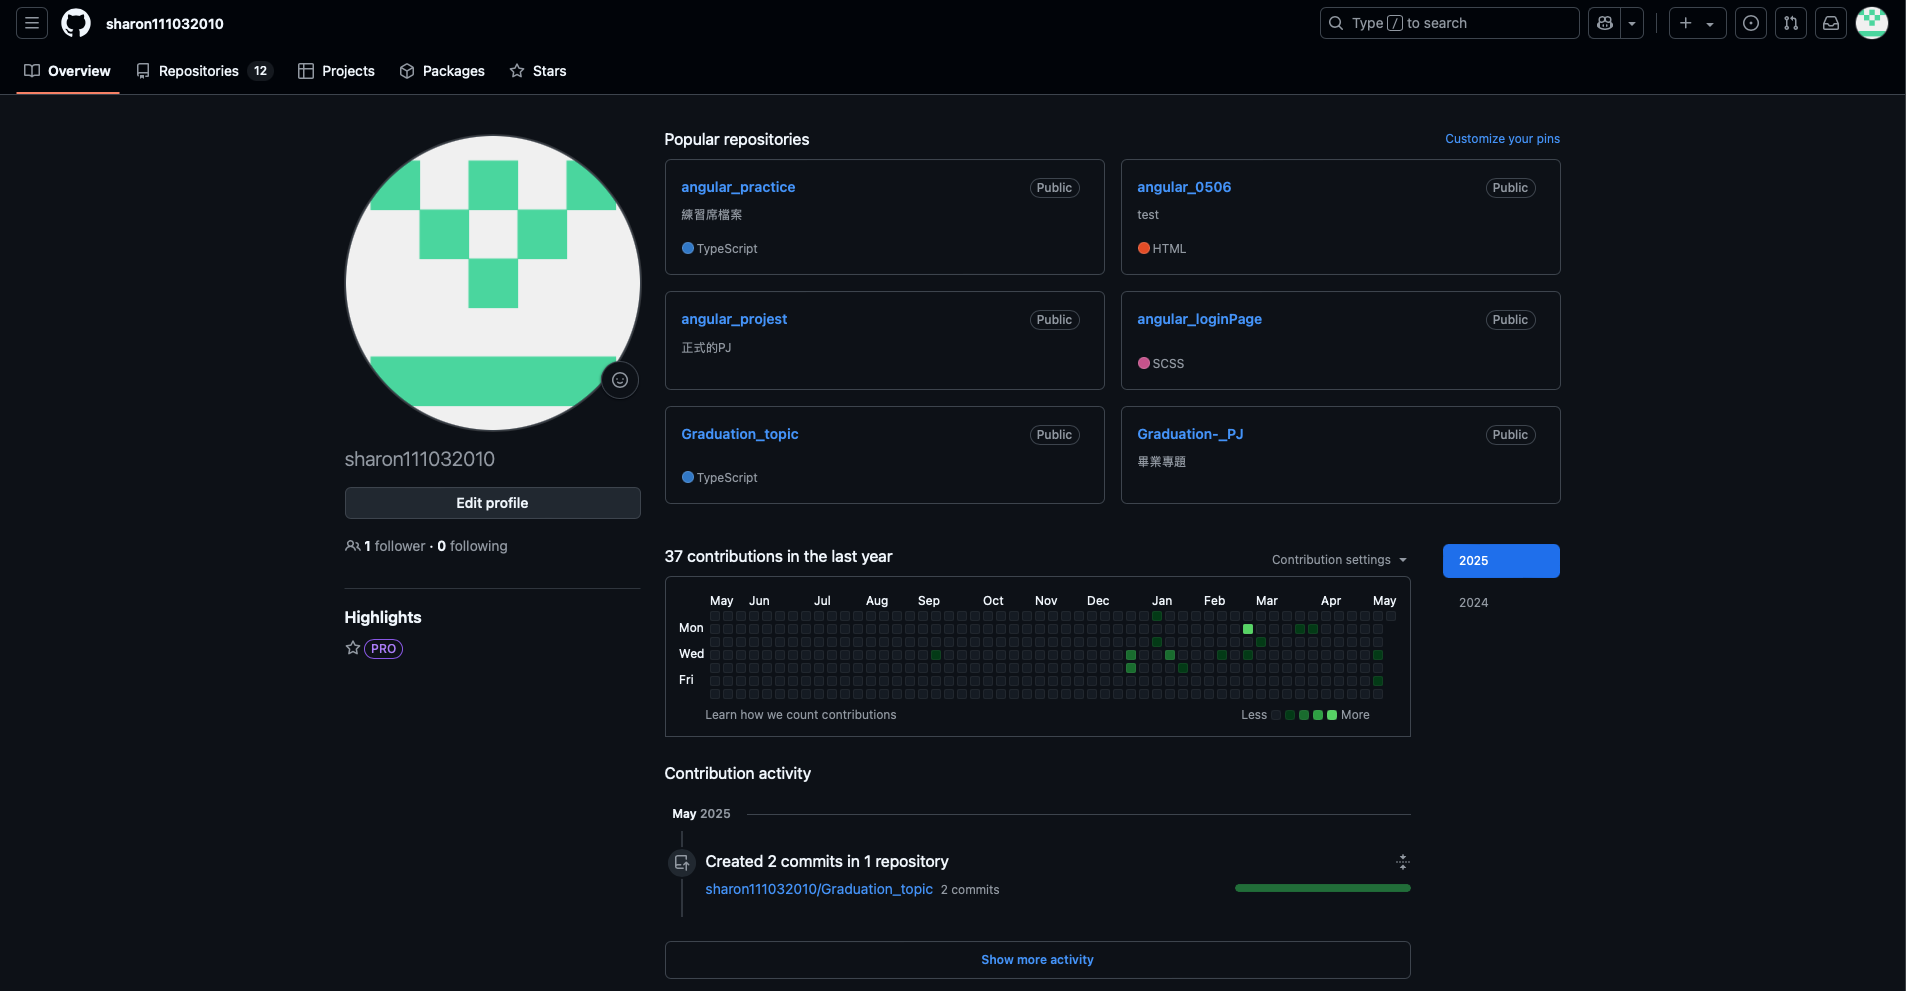 sharon111032010
Type / to search
Overview
Repositories 12
Projects
Packages
Stars
sharon111032010
Edit profile
1 follower · 0 following
Highlights
PRO
Popular repositories
Customize your pins
angular_practice
Public
練習席檔案
TypeScript
angular_0506
Public
test
HTML
angular_projest
Public
正式的PJ
angular_loginPage
Public
SCSS
Graduation_topic
Public
TypeScript
Graduation-_PJ
Public
畢業專題
37 contributions in the last year
Contribution settings
2025
2024
May Jun Jul Aug Sep Oct Nov Dec Jan Feb Mar Apr May
Mon
Wed
Fri
Learn how we count contributions
Less
More
Contribution activity
May 2025
Created 2 commits in 1 repository
sharon111032010/Graduation_topic 2 commits
Show more activity